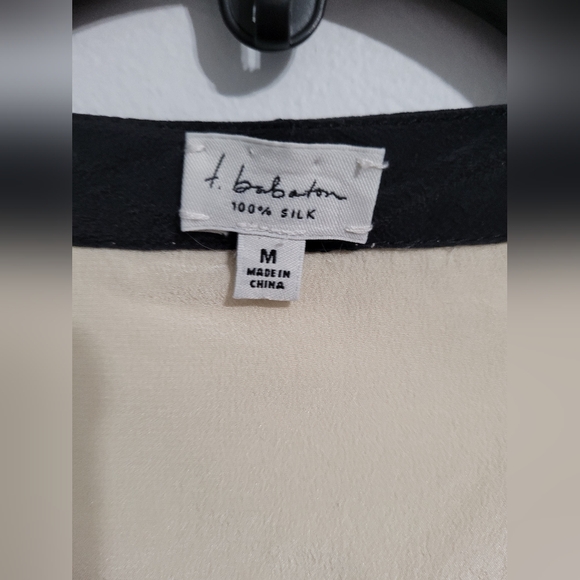 t. babaton
100% SILK
M
MADE IN
CHINA